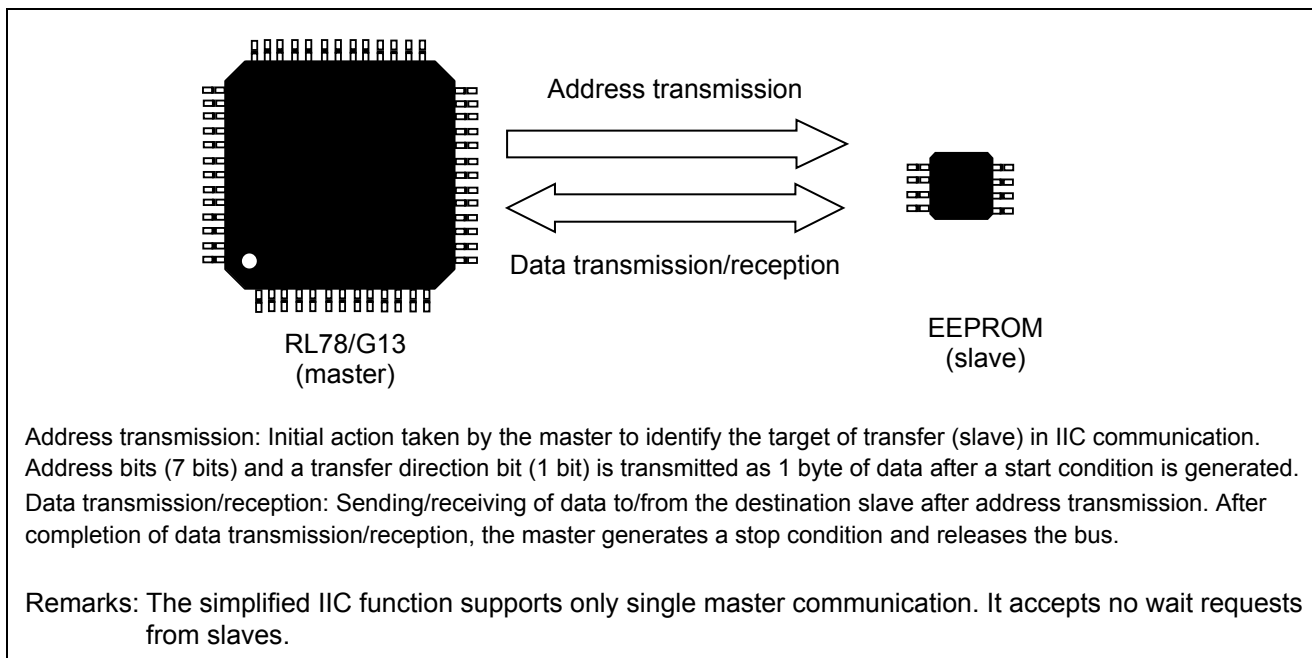 Address transmission
Data transmission/reception
RL78/G13
(master)
EEPROM
(slave)
Address transmission: Initial action taken by the master to identify the target of transfer (slave) in IIC communication.
Address bits (7 bits) and a transfer direction bit (1 bit) is transmitted as 1 byte of data after a start condition is generated.
Data transmission/reception: Sending/receiving of data to/from the destination slave after address transmission. After
completion of data transmission/reception, the master generates a stop condition and releases the bus.
Remarks: The simplified IIC function supports only single master communication. It accepts no wait requests
from slaves.